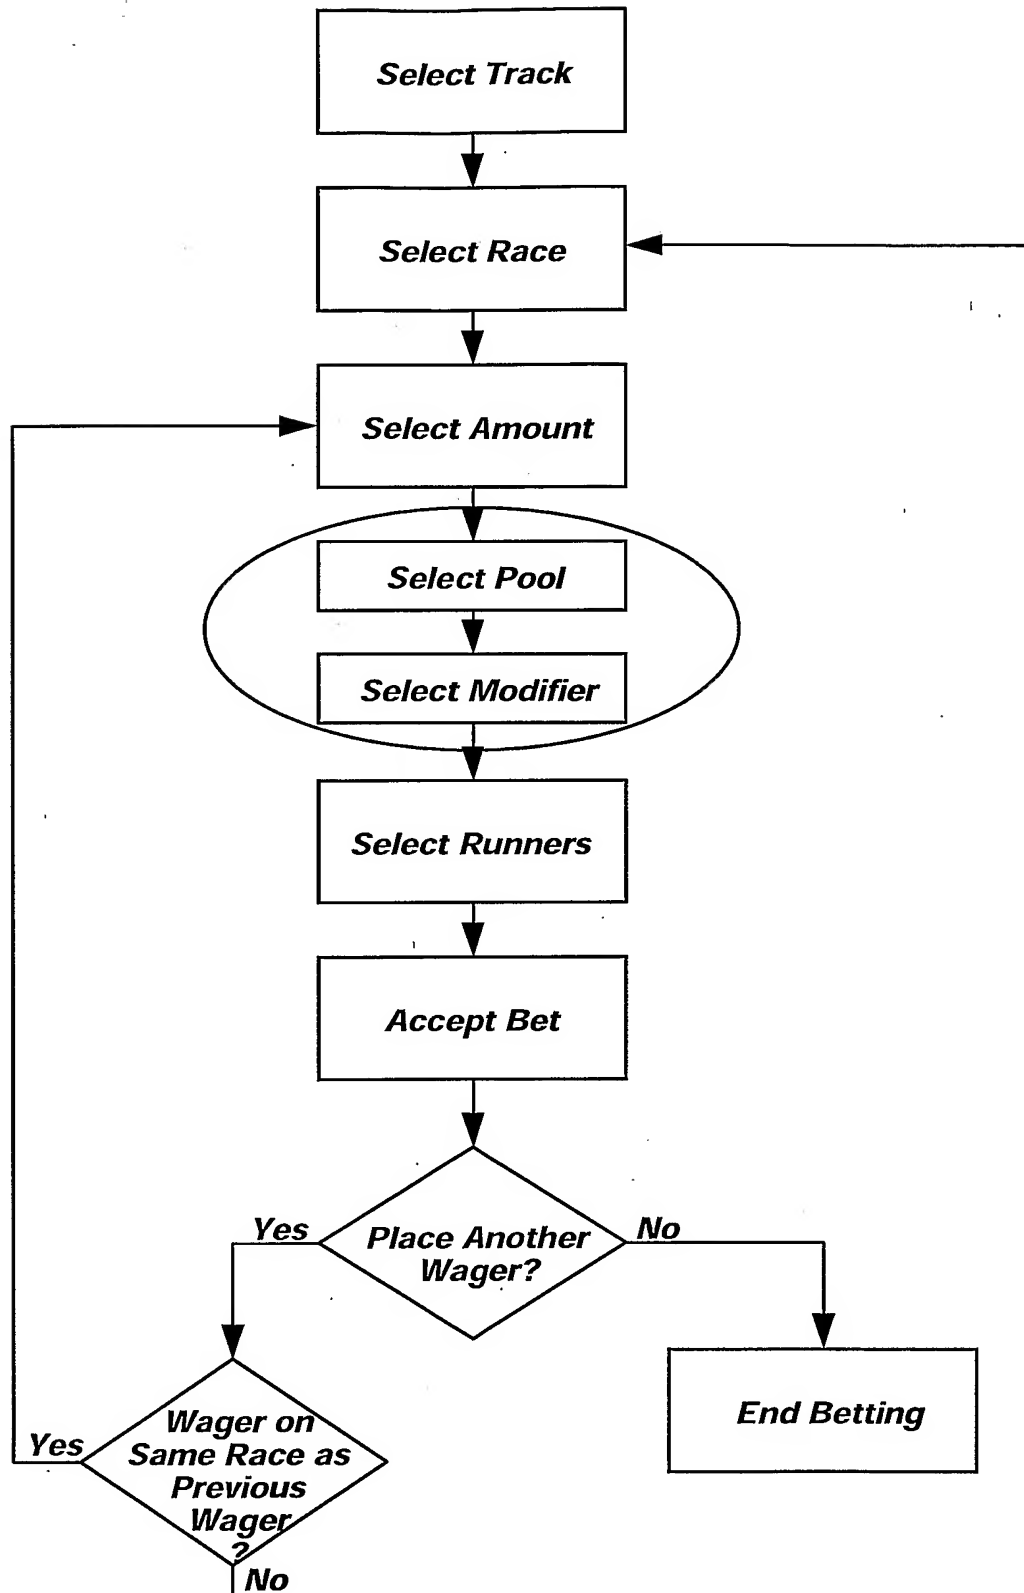 Select Track
Select Race
Select Amount
Select Pool
Select Modifier
Select Runners
Accept Bet
Place Another
Wager?
Yes
No
End Betting
Wager on
Same Race as
Previous
Wager
?
Yes
No